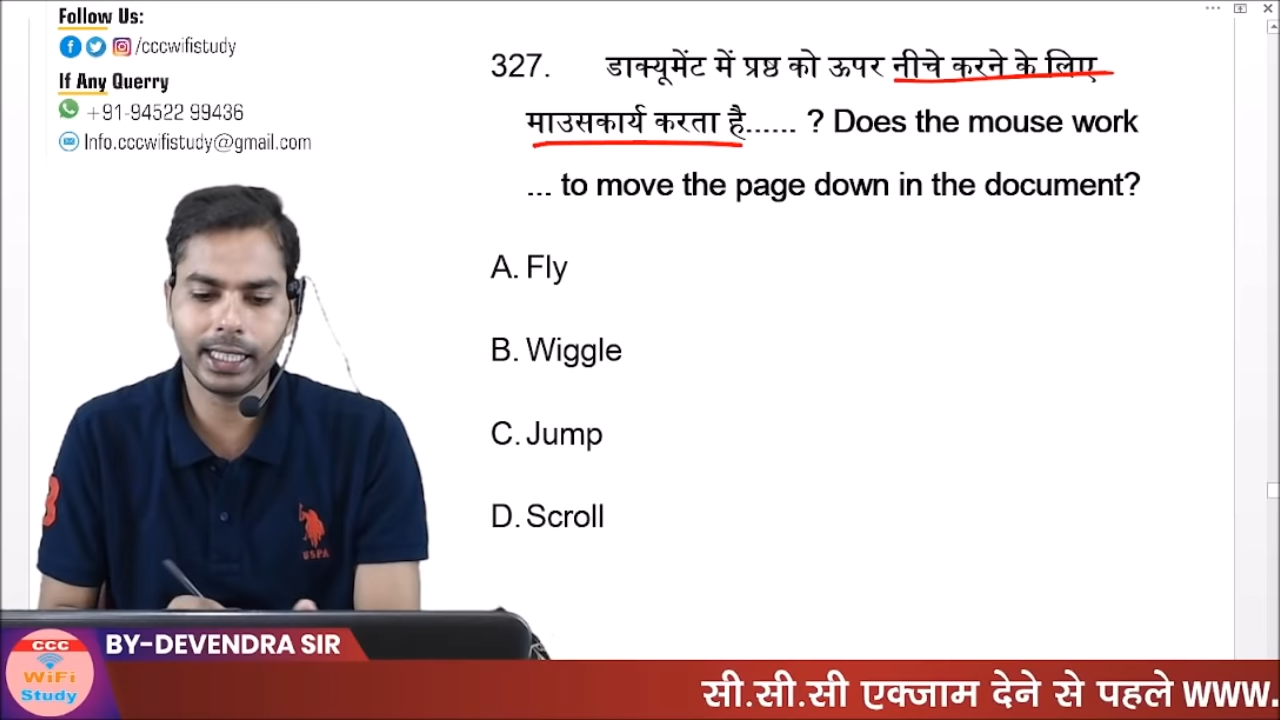 Follow Us:
/cccwifistudy
If Any Querry
+91-94522 99436
Info.cccwifistudy@gmail.com
327. डाक्यूमेंट में प्रष्ठ को ऊपर नीचे करने के लिए
माउसकार्य करता है...... ? Does the mouse work
... to move the page down in the document?
A. Fly
B. Wiggle
C. Jump
D. Scroll
3
USPA
CCC
WiFi
Study
BY-DEVENDRA SIR
सी.सी.सी एक्जाम देने से पहले www.